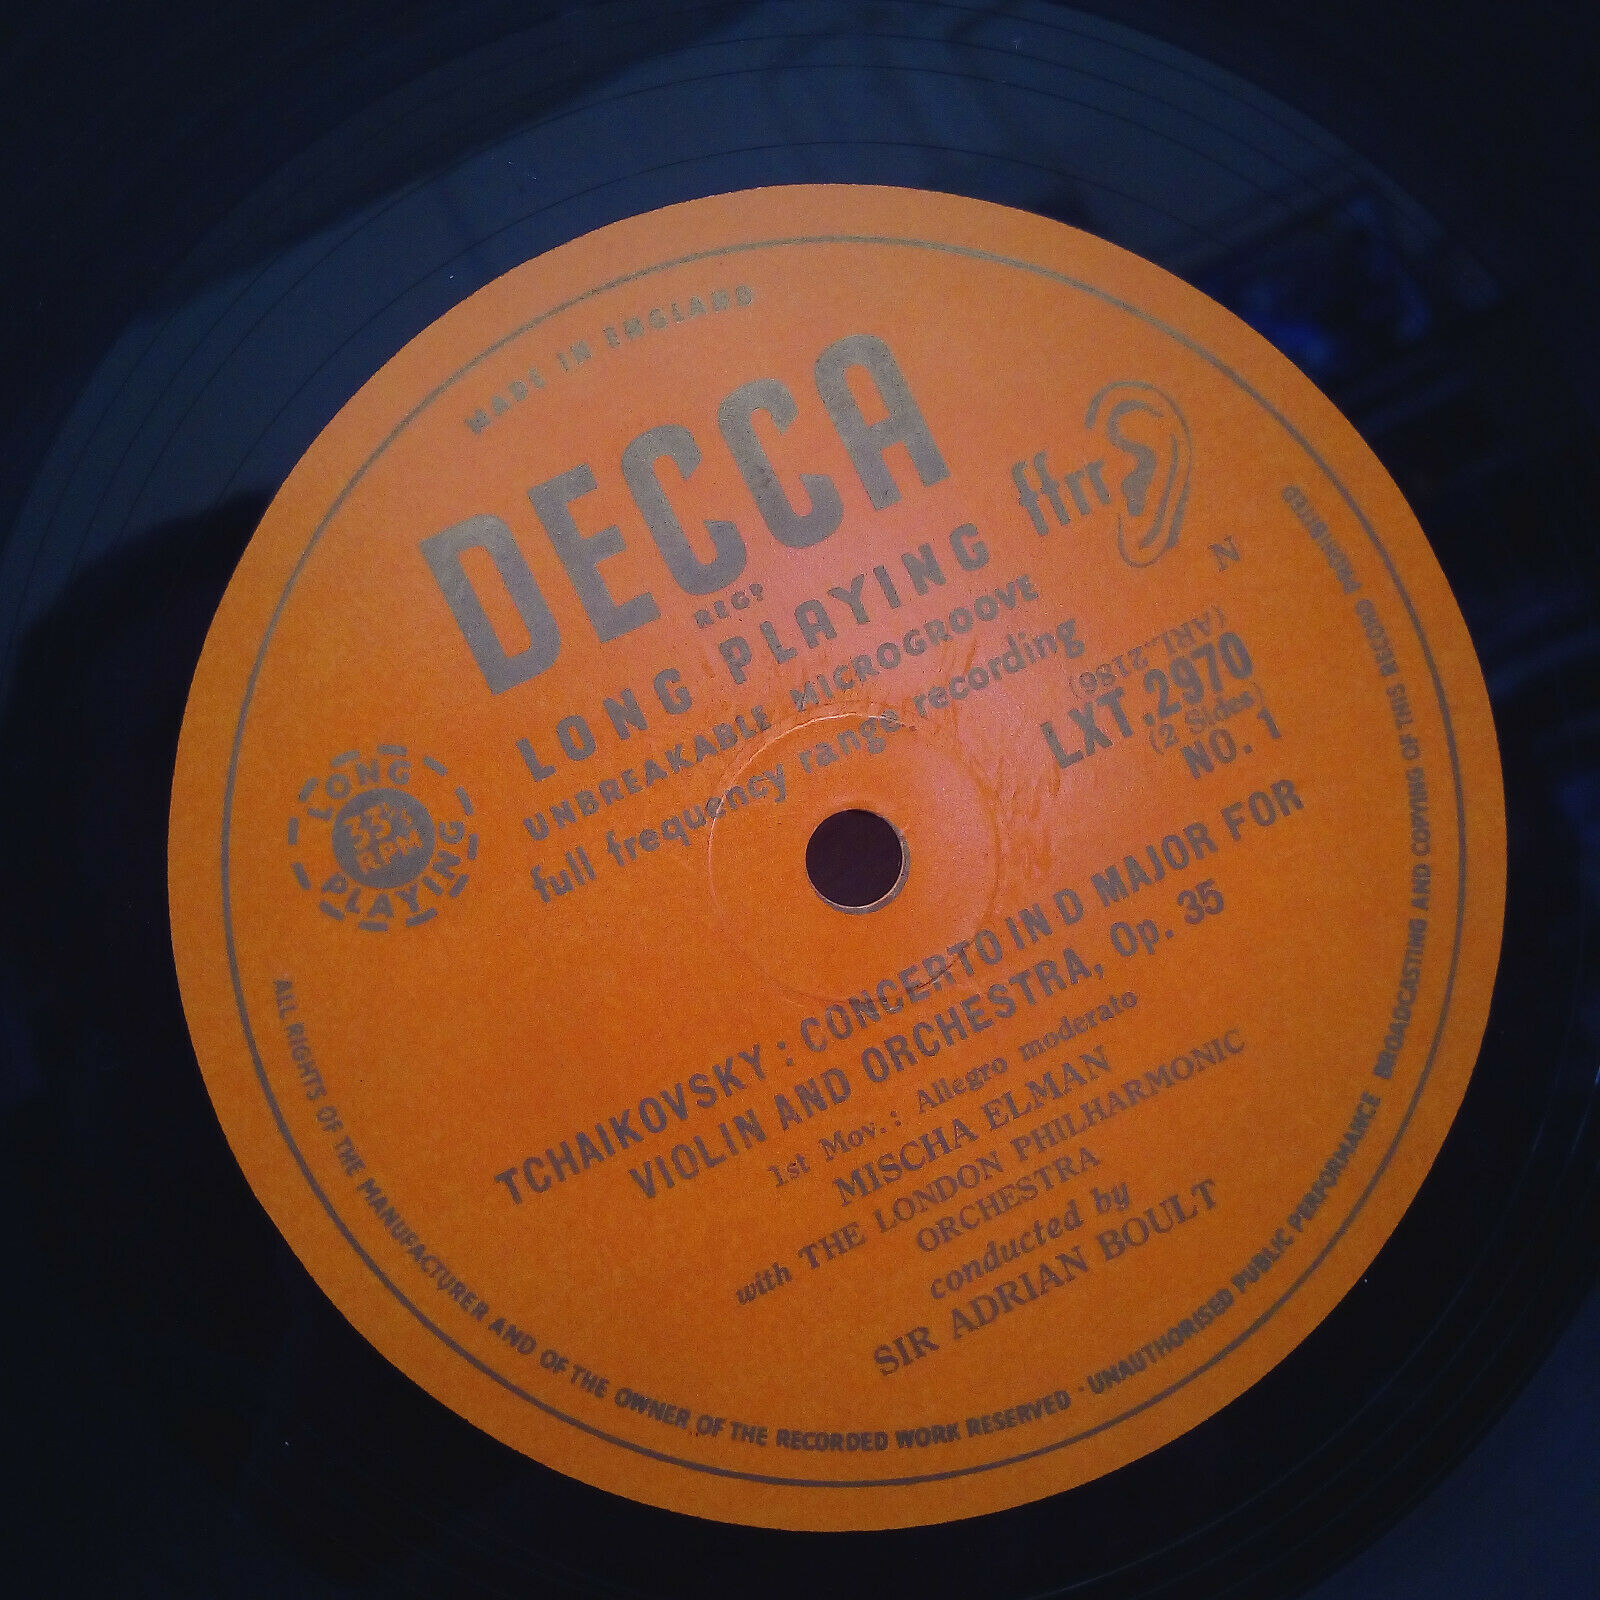 MADE IN ENGLAND
DECCA
REGD
LONG PLAYING
ffrr
UNBREAKABLE MICROGROOVE
full frequency range recording
N
(ARL-2186)
LXT.2970
(2 Sides)
NO. 1
LONG
33⅓
RPM
PLAYING
TCHAIKOVSKY : CONCERTO IN D MAJOR FOR
VIOLIN AND ORCHESTRA, Op. 35
1st Mov.: Allegro moderato
MISCHA ELMAN
with THE LONDON PHILHARMONIC
ORCHESTRA
conducted by
SIR ADRIAN BOULT
ALL RIGHTS OF THE MANUFACTURER AND OF THE OWNER OF THE RECORDED WORK RESERVED · UNAUTHORISED PUBLIC PERFORMANCE BROADCASTING AND COPYING OF THIS RECORD PROHIBITED